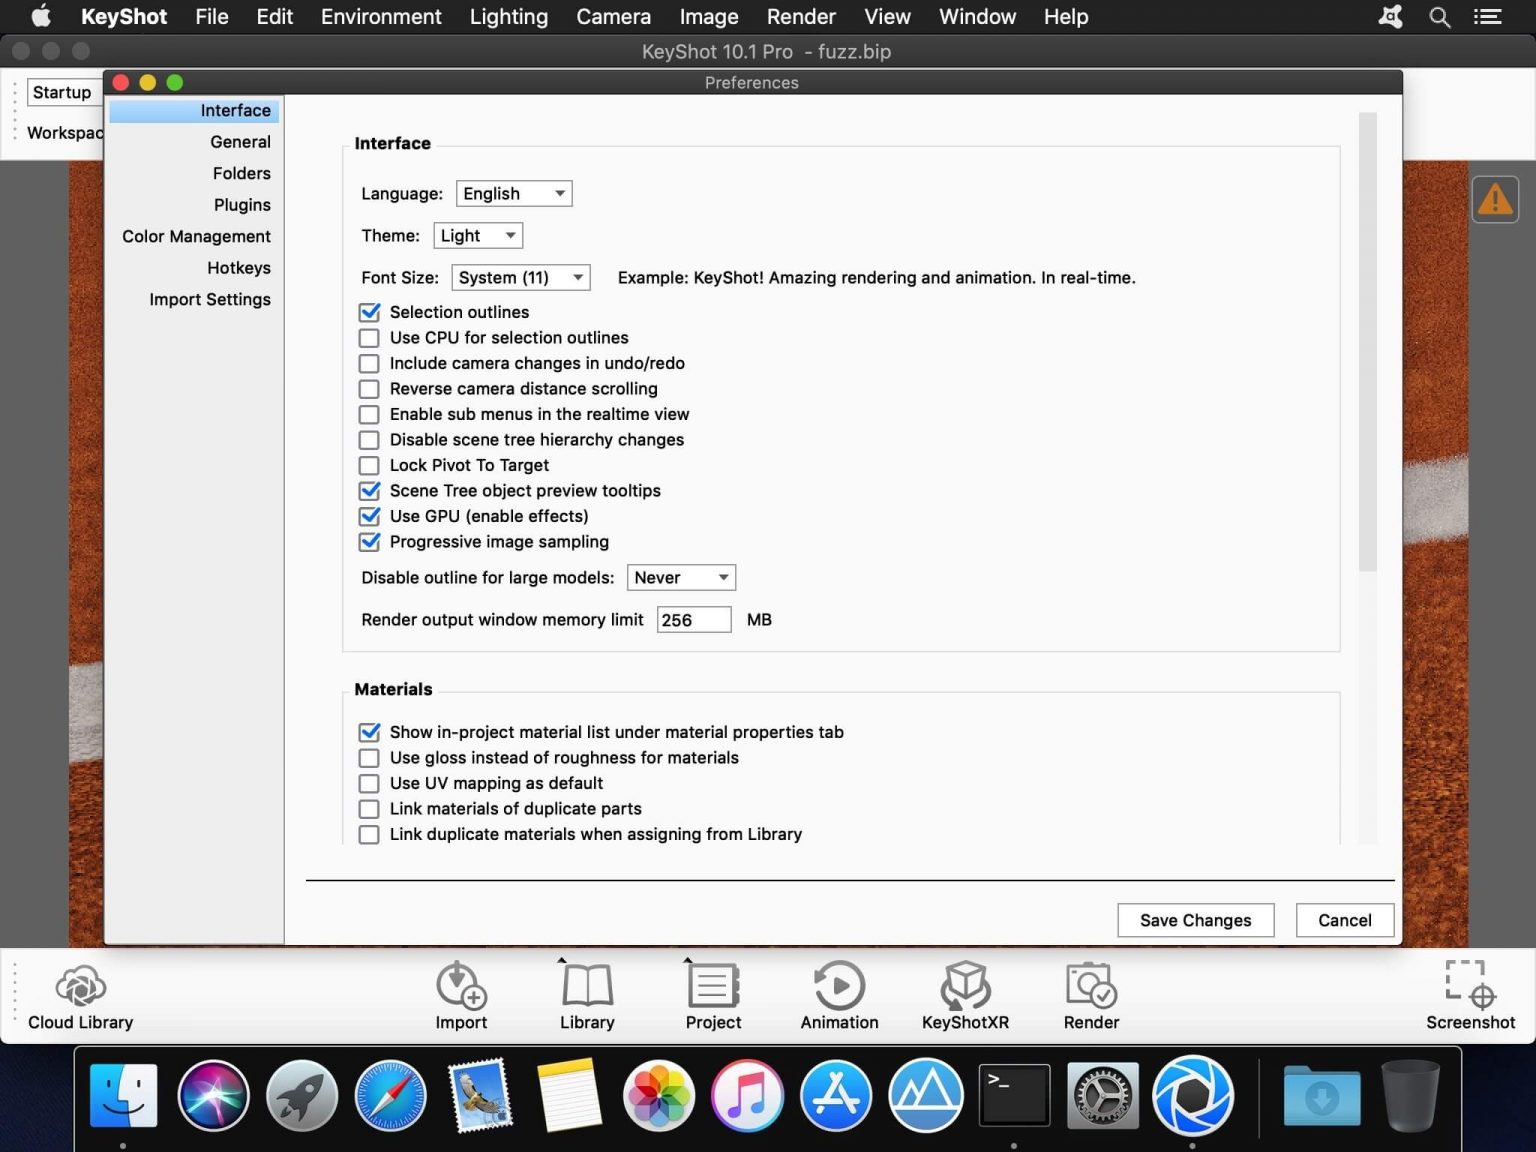 KeyShot File Edit Environment Lighting Camera Image Render View Window Help
KeyShot 10.1 Pro - fuzz.bip
Preferences
Startup
Workspac
Interface
General
Folders
Plugins
Color Management
Hotkeys
Import Settings
Interface
Language: English
Theme: Light
Font Size: System (11) Example: KeyShot! Amazing rendering and animation. In real-time.
Selection outlines
Use CPU for selection outlines
Include camera changes in undo/redo
Reverse camera distance scrolling
Enable sub menus in the realtime view
Disable scene tree hierarchy changes
Lock Pivot To Target
Scene Tree object preview tooltips
Use GPU (enable effects)
Progressive image sampling
Disable outline for large models: Never
Render output window memory limit 256 MB
Materials
Show in-project material list under material properties tab
Use gloss instead of roughness for materials
Use UV mapping as default
Link materials of duplicate parts
Link duplicate materials when assigning from Library
Save Changes Cancel
Cloud Library Import Library Project Animation KeyShotXR Render Screenshot
>_